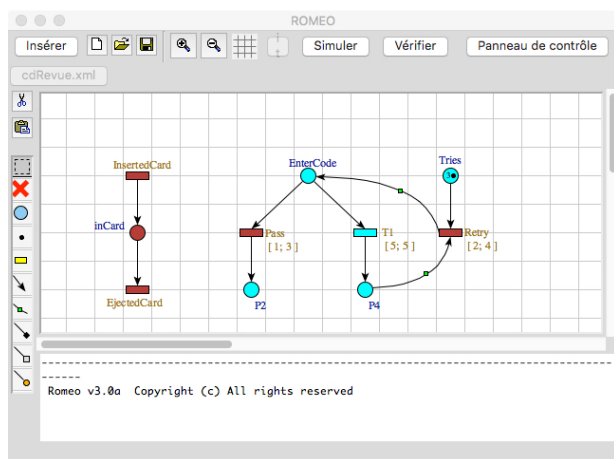 ROMEO
Insérer
Simuler
Vérifier
Panneau de contrôle
cdRevue.xml
InsertedCard
EnterCode
Tries
3
inCard
Pass
[ 1; 3 ]
T1
[ 5; 5 ]
Retry
[ 2; 4 ]
EjectedCard
P2
P4
Romeo v3.0a Copyright (c) All rights reserved